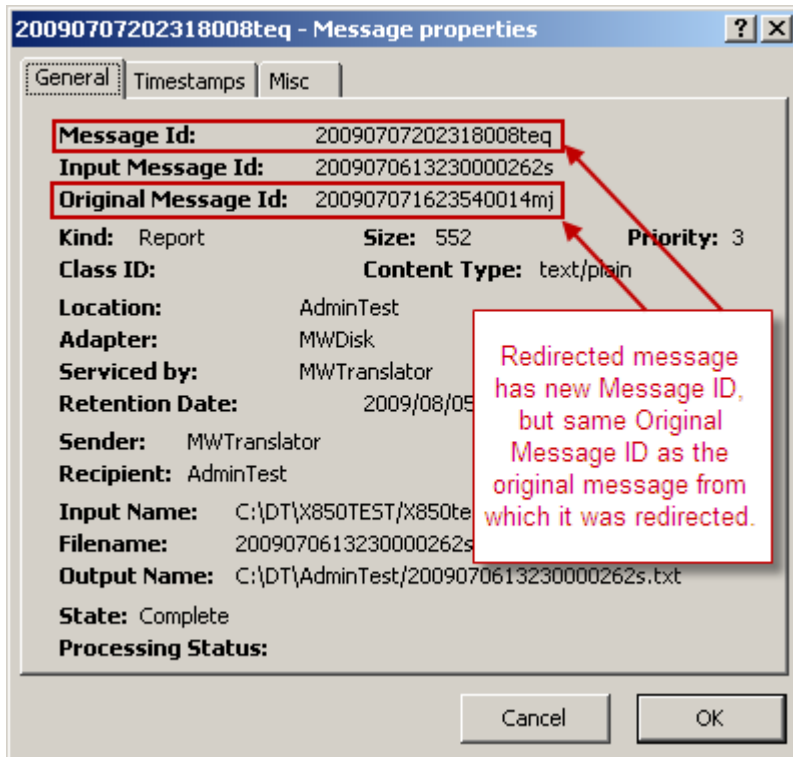 20090707202318008teq - Message properties
General Timestamps Misc
Message Id: 20090707202318008teq
Input Message Id: 2009070613230000262s
Original Message Id: 200907071623540014mj
Kind: Report Size: 552 Priority: 3
Class ID: Content Type: text/plain
Location: AdminTest
Adapter: MWDisk
Serviced by: MWTranslator
Retention Date: 2009/08/05
Sender: MWTranslator
Recipient: AdminTest
Input Name: C:\DT\X850TEST/X850te
Filename: 2009070613230000262s
Output Name: C:\DT\AdminTest/2009070613230000262s.txt
State: Complete
Processing Status:
Redirected message
has new Message ID,
but same Original
Message ID as the
original message from
which it was redirected.
Cancel OK